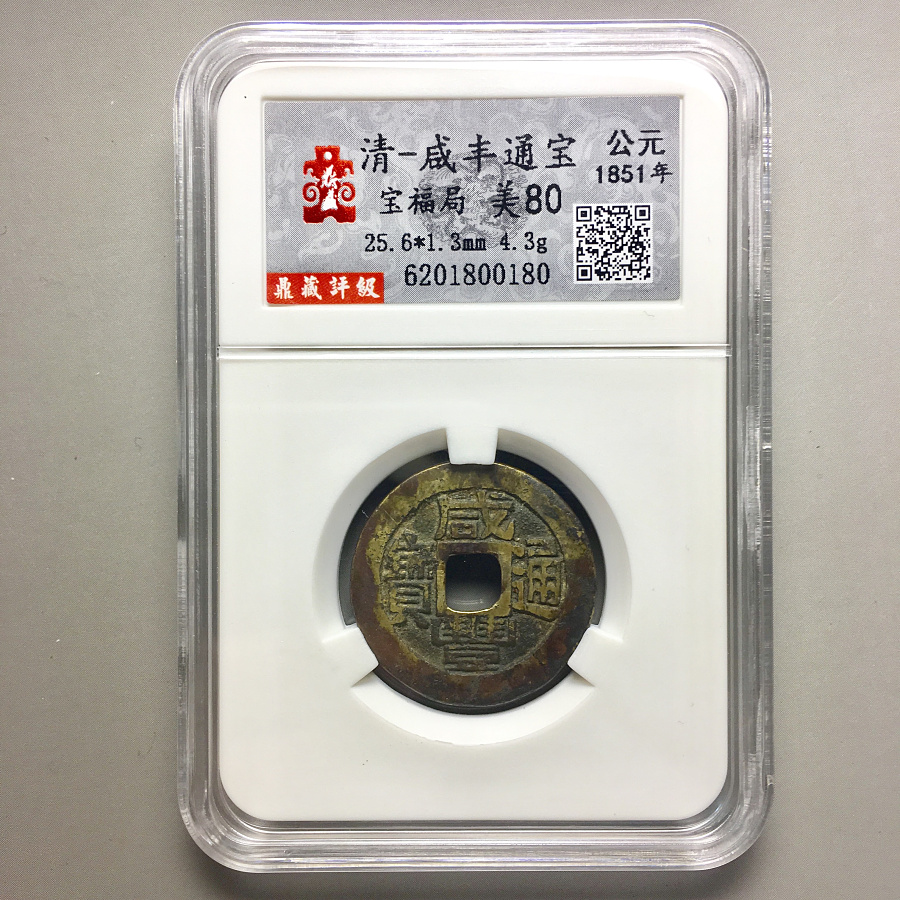 清-咸丰通宝
公元
1851年
宝福局 美80
25.6*1.3mm 4.3g
6201800180
鼎藏評級
咸豐通寶